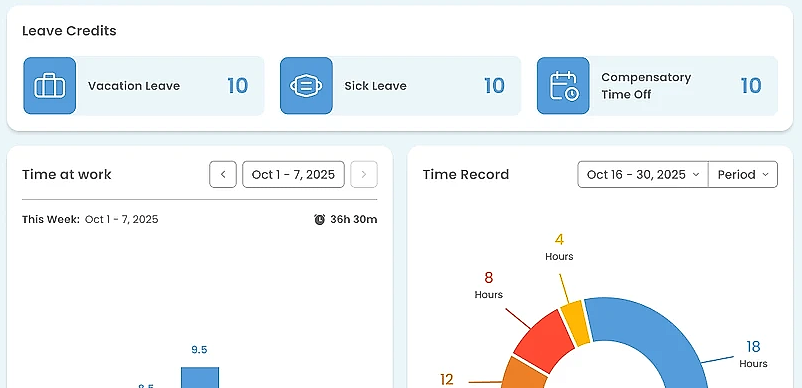 Leave Credits
Vacation Leave 10
Sick Leave 10
Compensatory
Time Off
10
Time at work
Oct 1 - 7, 2025
This Week: Oct 1 - 7, 2025
36h 30m
9.5
8.5
Time Record
Oct 16 - 30, 2025
Period
4
Hours
8
Hours
18
Hours
12